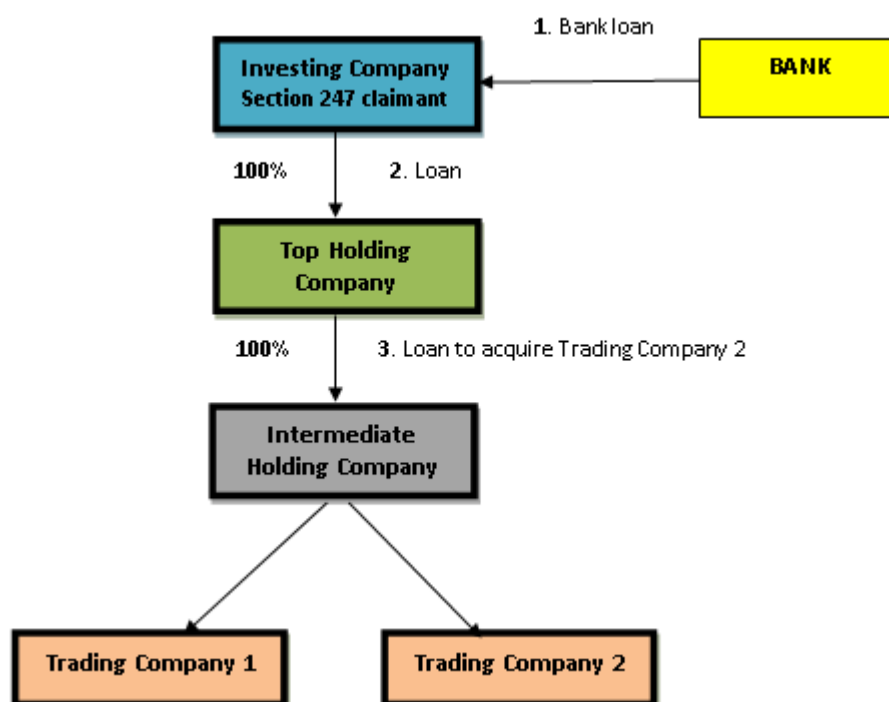 1. Bank loan
Investing Company
Section 247 claimant
BANK
100%
2. Loan
Top Holding
Company
100%
3. Loan to acquire Trading Company 2
Intermediate
Holding Company
Trading Company 1
Trading Company 2